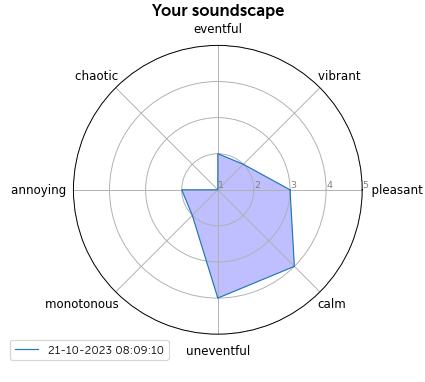 Your soundscape
eventful
chaotic
vibrant
annoying
1 2 3 4 5
pleasant
monotonous
calm
uneventful
21-10-2023 08:09:10